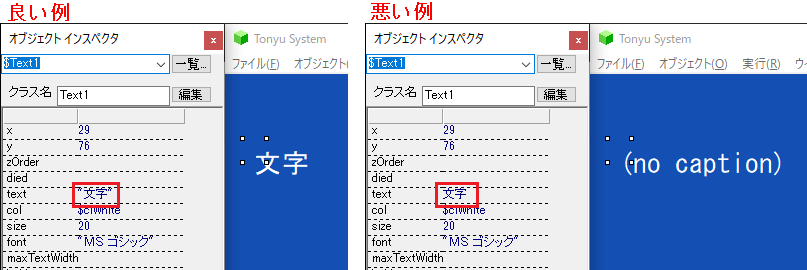 良い例
オブジェクト インスペクタ
x
Tonyu System
$Text1
一覧...
ファイル(F) オブジェクト(
クラス名 Text1
編集
x 29
y 76
zOrder
died
text "文字"
col $clWhite
size 20
font "ＭＳ ゴシック"
maxTextWidth
文字
悪い例
オブジェクト インスペクタ
x
Tonyu System
$Text1
一覧...
ファイル(F) オブジェクト(O) 実行(R) ウィ
クラス名 Text1
編集
x 29
y 76
zOrder
died
text 文字
col $clWhite
size 20
font "ＭＳ ゴシック"
maxTextWidth
(no caption)